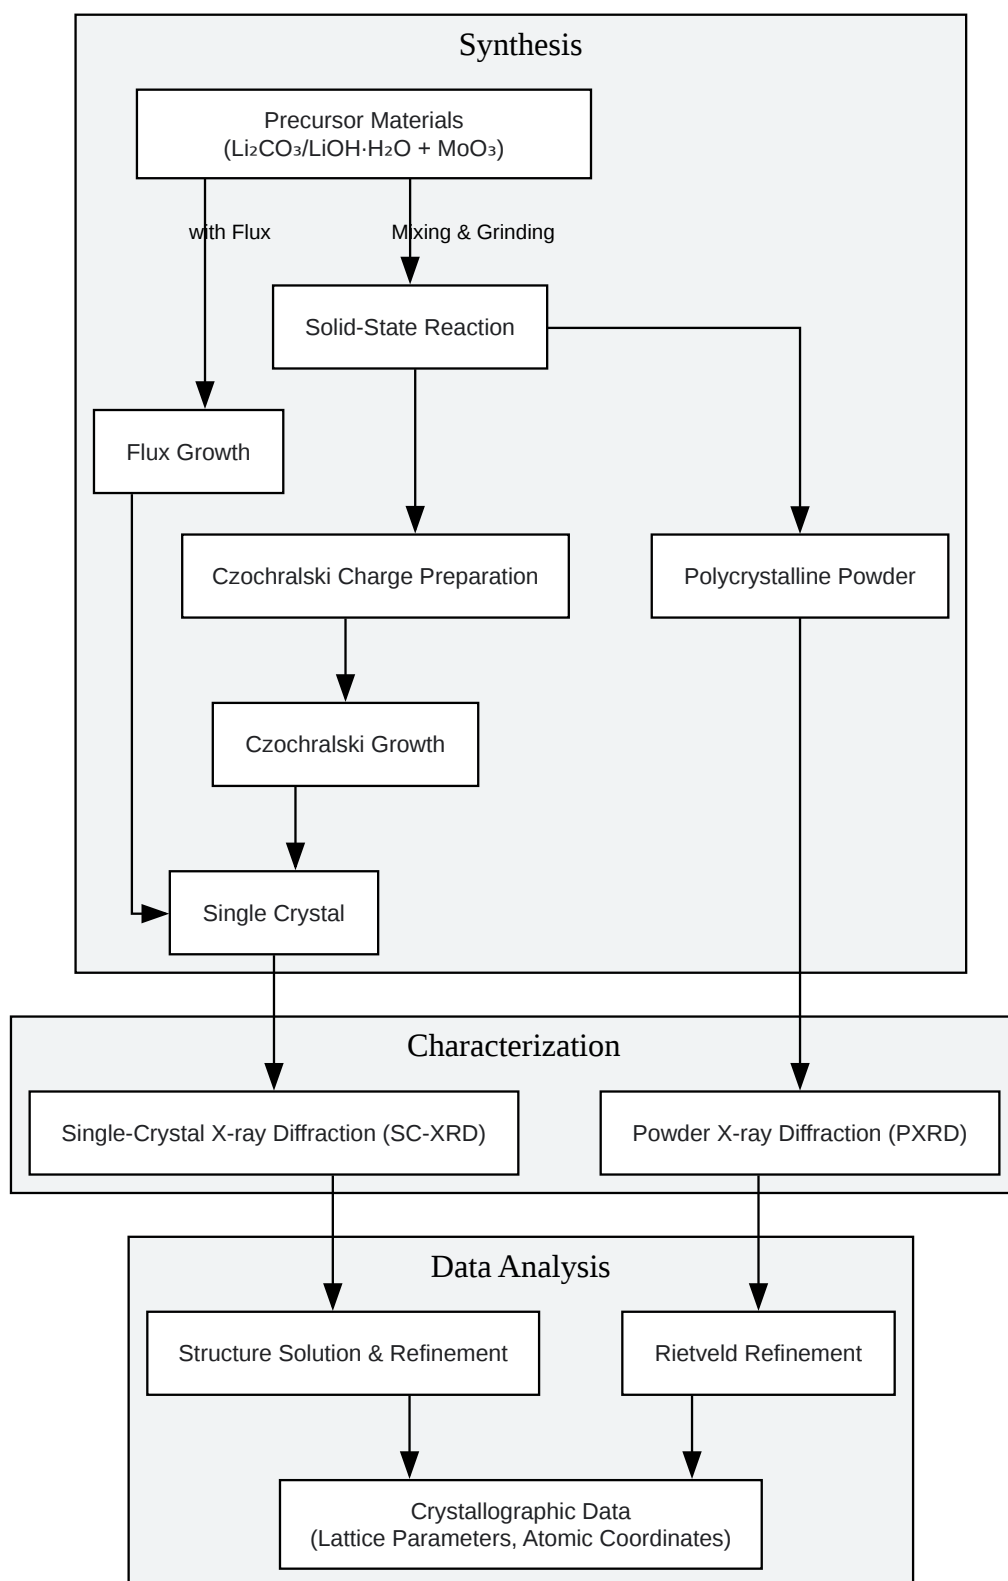 Synthesis
Precursor Materials
(Li₂CO₃/LiOH·H₂O + MoO₃)
with Flux
Mixing & Grinding
Solid-State Reaction
Flux Growth
Czochralski Charge Preparation
Polycrystalline Powder
Czochralski Growth
Single Crystal
Characterization
Single-Crystal X-ray Diffraction (SC-XRD)
Powder X-ray Diffraction (PXRD)
Data Analysis
Structure Solution & Refinement
Rietveld Refinement
Crystallographic Data
(Lattice Parameters, Atomic Coordinates)